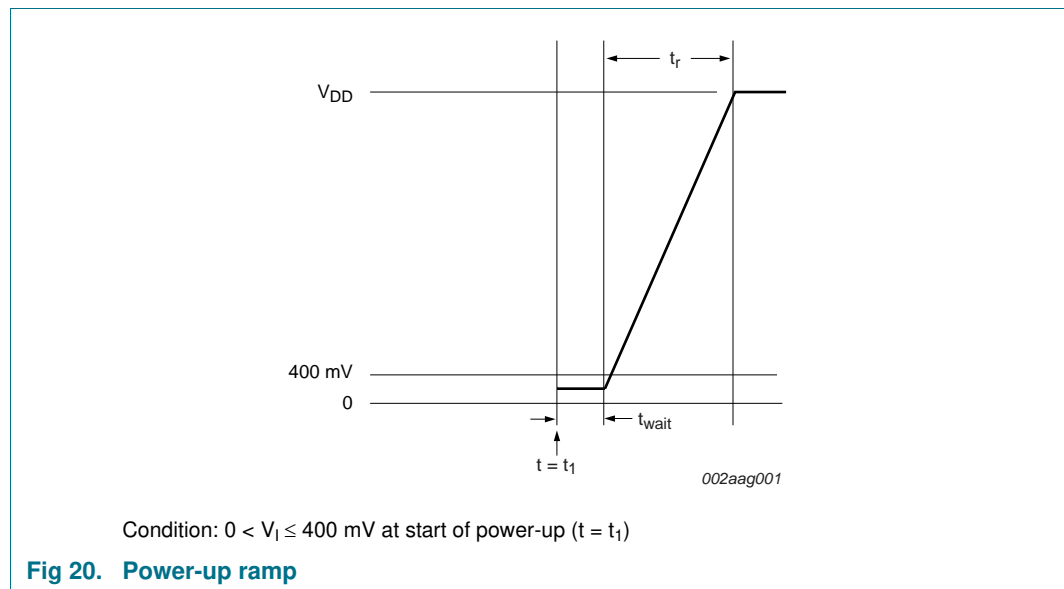 tr
VDD
400 mV
0
twait
t = t1
002aag001
Condition: 0 < VI ≤ 400 mV at start of power-up (t = t1)
Fig 20. Power-up ramp